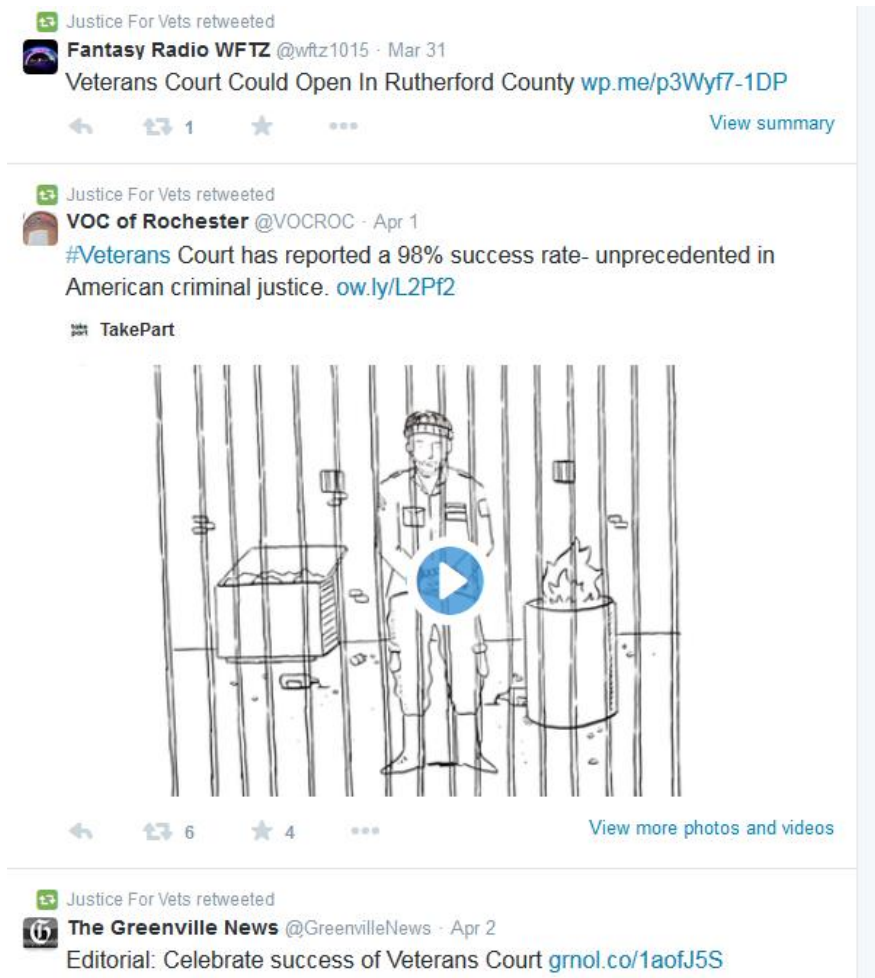 Justice For Vets retweeted
Fantasy Radio WFTZ @wftz1015 · Mar 31
Veterans Court Could Open In Rutherford County wp.me/p3Wyf7-1DP
1
View summary
Justice For Vets retweeted
VOC of Rochester @VOCROC · Apr 1
#Veterans Court has reported a 98% success rate- unprecedented in
American criminal justice. ow.ly/L2Pf2
take part TakePart
6 4 View more photos and videos
Justice For Vets retweeted
The Greenville News @GreenvilleNews · Apr 2
Editorial: Celebrate success of Veterans Court grnol.co/1aofJ5S